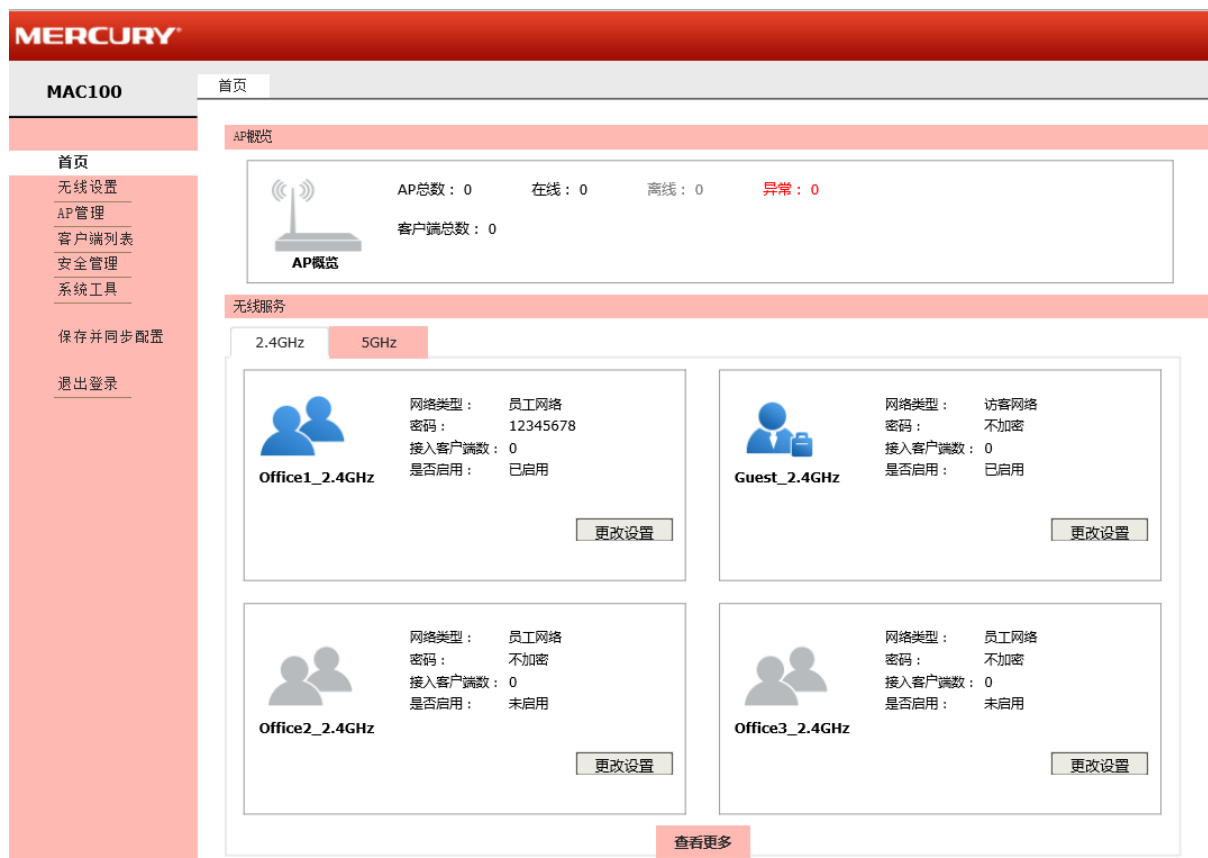 MERCURY
MAC100
首页
首页
无线设置
AP管理
客户端列表
安全管理
系统工具
保存并同步配置
退出登录
AP概览
AP总数： 0 在线： 0 离线： 0 异常： 0
客户端总数： 0
AP概览
无线服务
2.4GHz 5GHz
网络类型： 员工网络
密码： 12345678
接入客户端数： 0
是否启用： 已启用
Office1_2.4GHz
更改设置
网络类型： 访客网络
密码： 不加密
接入客户端数： 0
是否启用： 已启用
Guest_2.4GHz
更改设置
网络类型： 员工网络
密码： 不加密
接入客户端数： 0
是否启用： 未启用
Office2_2.4GHz
更改设置
网络类型： 员工网络
密码： 不加密
接入客户端数： 0
是否启用： 未启用
Office3_2.4GHz
更改设置
查看更多